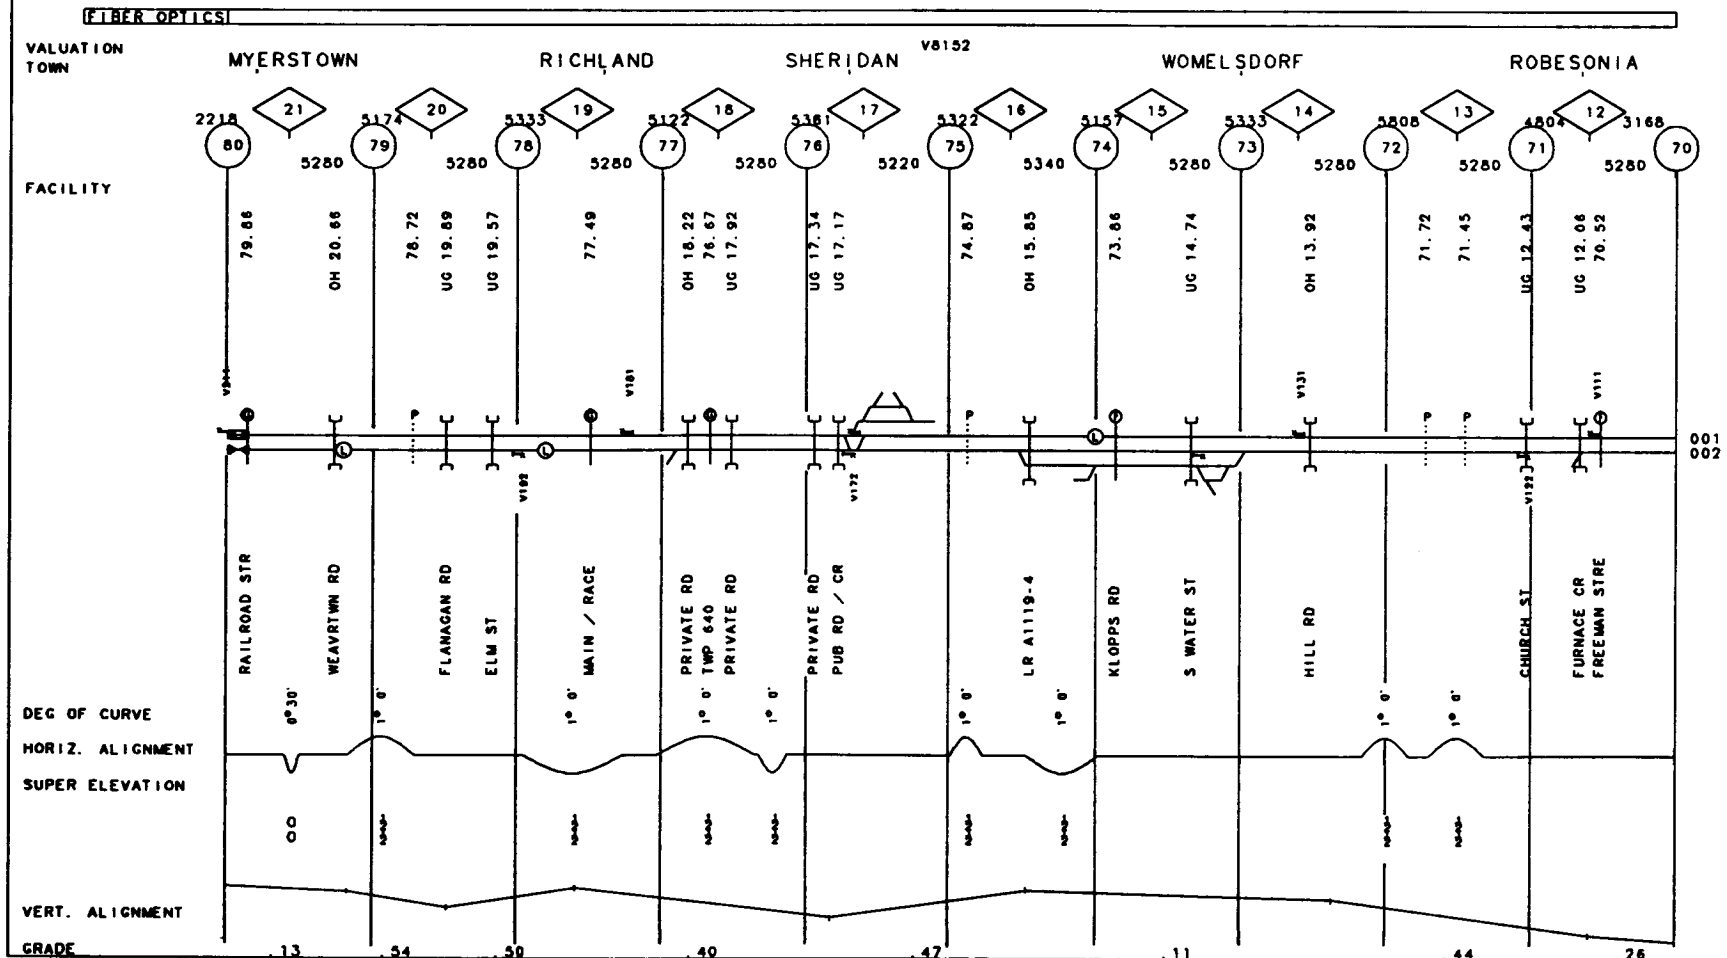 FIBER OPTICS
VALUATION V8152
TOWN MYERSTOWN RICHLAND SHERIDAN WOMELSDORF ROBESONIA
21 20 19 18 17 16 15 14 13 12
2218 5174 5333 5122 5361 5322 5157 5333 5808 4804 3168
80 79 78 77 76 75 74 73 72 71 70
5280 5280 5280 5280 5220 5340 5280 5280 5280 5280
FACILITY
79.86
OH 20.66
78.72
UG 19.89
UG 19.57
77.49
OH 18.22
76.67
UG 17.92
UG 17.34
UG 17.17
74.87
OH 15.85
73.86
UG 14.74
OH 13.92
71.72
71.45
UG 12.43
UG 12.06
70.52
V181 V131 V111
P P P P
001
L L L
002
V192 V172 V122
RAILROAD STR
WEAVRTWN RD
FLANAGAN RD
ELM ST
MAIN / RACE
PRIVATE RD
TWP 640
PRIVATE RD
PRIVATE RD
PUB RD / CR
LR A1119-4
KLOPPS RD
S WATER ST
HILL RD
CHURCH ST
FURNACE CR
FREEMAN STRE
DEG OF CURVE 0° 30' 1° 0' 1° 0' 1° 0' 1° 0' 1° 0' 1° 0' 1° 0' 1° 0'
HORIZ. ALIGNMENT
SUPER ELEVATION
0
0
VERT. ALIGNMENT
GRADE .13 .54 .50 .40 .47 .11 .44 .26